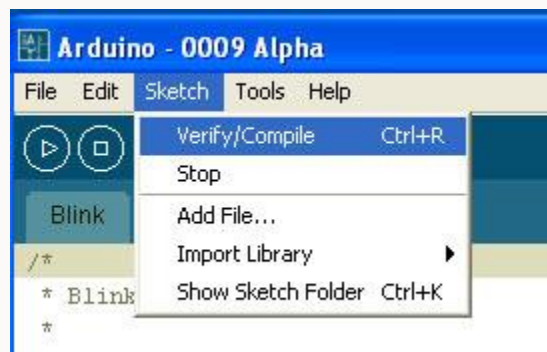 Arduino - 0009 Alpha
File Edit Sketch Tools Help
Verify/Compile Ctrl+R
Stop
Blink
Add File...
/*
Import Library
* Blink
Show Sketch Folder Ctrl+K
*